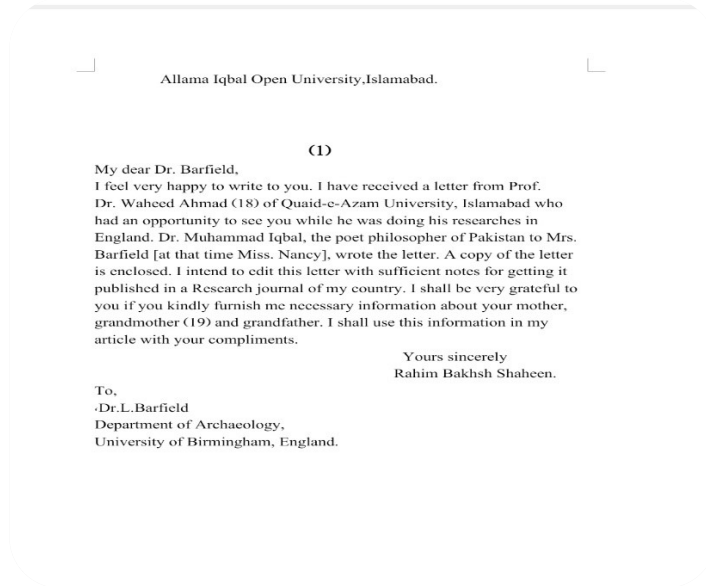 Allama Iqbal Open University,Islamabad.
(1)
My dear Dr. Barfield,
I feel very happy to write to you. I have received a letter from Prof.
Dr. Waheed Ahmad (18) of Quaid-e-Azam University, Islamabad who
had an opportunity to see you while he was doing his researches in
England. Dr. Muhammad Iqbal, the poet philosopher of Pakistan to Mrs.
Barfield [at that time Miss. Nancy], wrote the letter. A copy of the letter
is enclosed. I intend to edit this letter with sufficient notes for getting it
published in a Research journal of my country. I shall be very grateful to
you if you kindly furnish me necessary information about your mother,
grandmother (19) and grandfather. I shall use this information in my
article with your compliments.
Yours sincerely
Rahim Bakhsh Shaheen.
To,
Dr.L.Barfield
Department of Archaeology,
University of Birmingham, England.